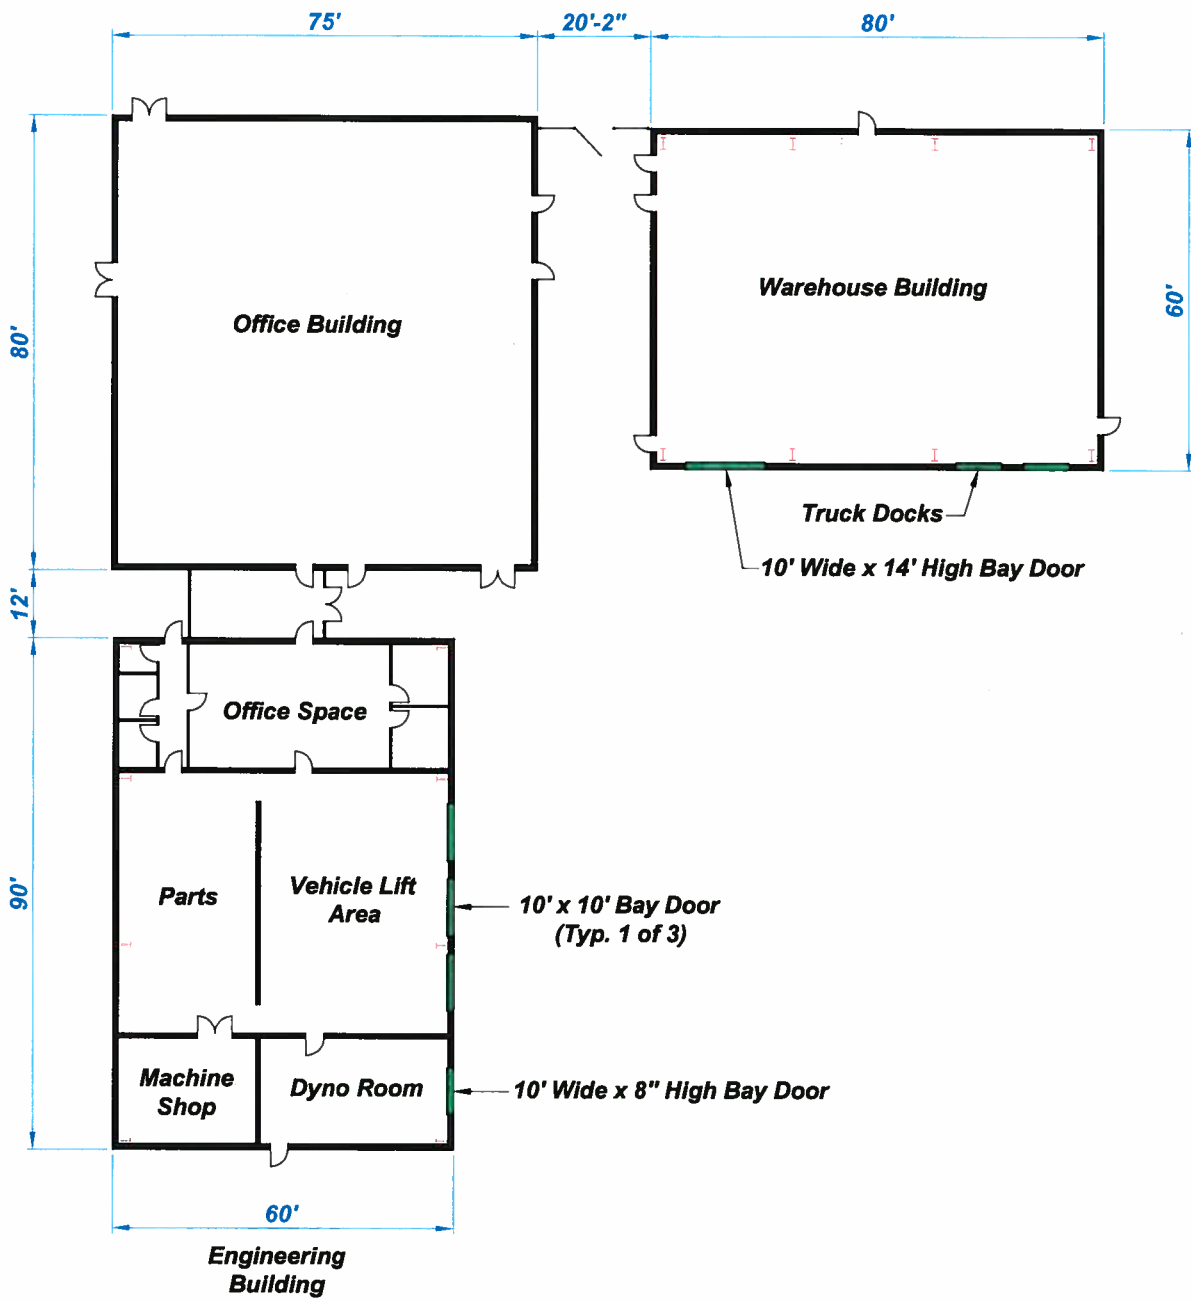 75'
20'-2"
80'
80'
Office Building
Warehouse Building
60'
Truck Docks
10' Wide x 14' High Bay Door
12'
Office Space
90'
Parts
Vehicle Lift
Area
10' x 10' Bay Door
(Typ. 1 of 3)
Machine
Shop
Dyno Room
10' Wide x 8" High Bay Door
60'
Engineering
Building